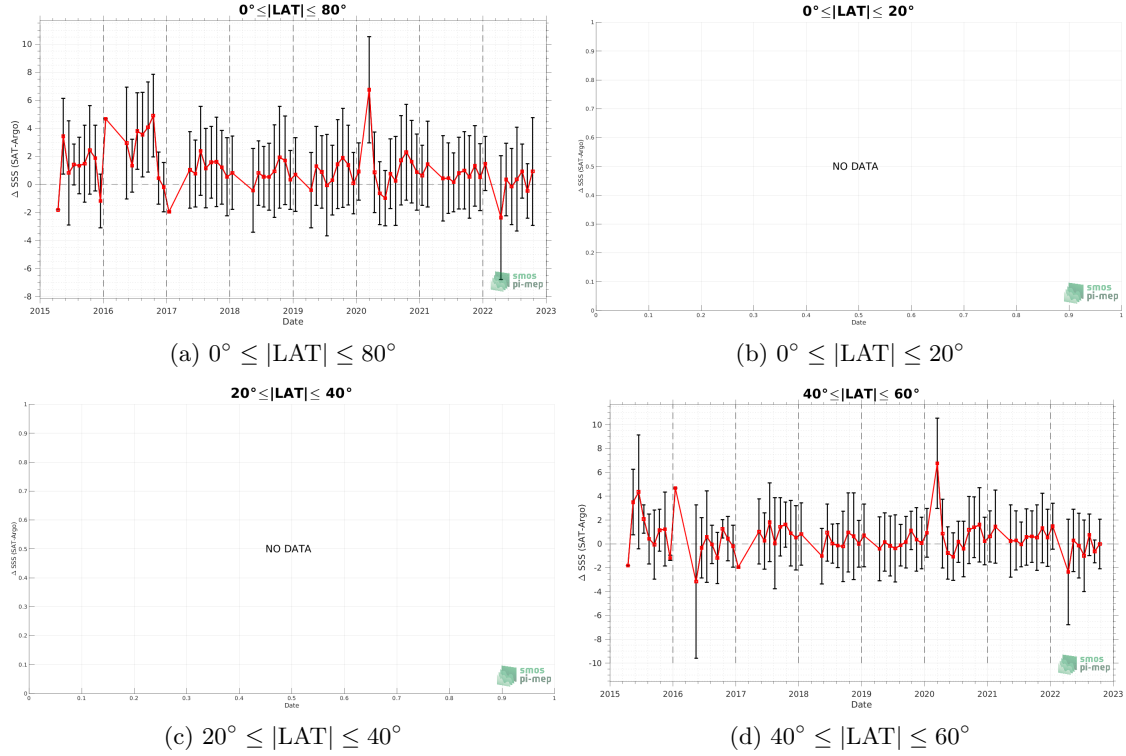 0°≤|LAT|≤ 80°
Δ SSS (SAT-Argo)
10
8
6
4
2
0
-2
-4
-6
-8
2015 2016 2017 2018 2019 2020 2021 2022 2023
Date
smos
pi-mep
(a) 0° ≤ |LAT| ≤ 80°
0°≤|LAT|≤ 20°
Δ SSS (SAT-Argo)
1
0.9
0.8
0.7
0.6
0.5
0.4
0.3
0.2
0.1
0
NO DATA
0 0.1 0.2 0.3 0.4 0.5 0.6 0.7 0.8 0.9 1
Date
smos
pi-mep
(b) 0° ≤ |LAT| ≤ 20°
20°≤|LAT|≤ 40°
Δ SSS (SAT-Argo)
1
0.9
0.8
0.7
0.6
0.5
0.4
0.3
0.2
0.1
0
NO DATA
0 0.1 0.2 0.3 0.4 0.5 0.6 0.7 0.8 0.9 1
Date
smos
pi-mep
(c) 20° ≤ |LAT| ≤ 40°
40°≤|LAT|≤ 60°
Δ SSS (SAT-Argo)
10
8
6
4
2
0
-2
-4
-6
-8
-10
2015 2016 2017 2018 2019 2020 2021 2022 2023
Date
smos
pi-mep
(d) 40° ≤ |LAT| ≤ 60°